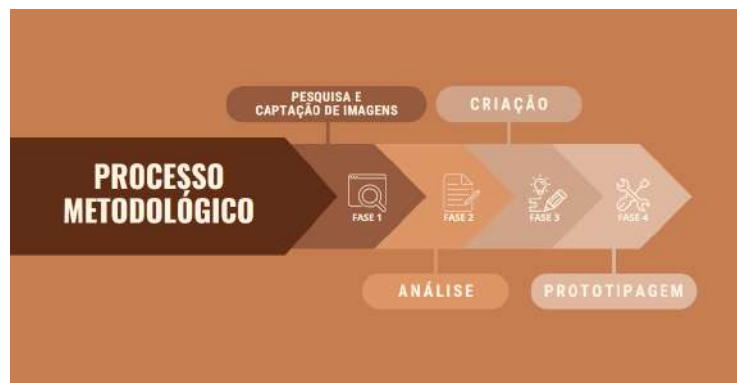 PESQUISA E
CAPTAÇÃO DE IMAGENS
CRIAÇÃO
PROCESSO
METODOLÓGICO
FASE 1
FASE 2
FASE 3
FASE 4
ANÁLISE
PROTOTIPAGEM